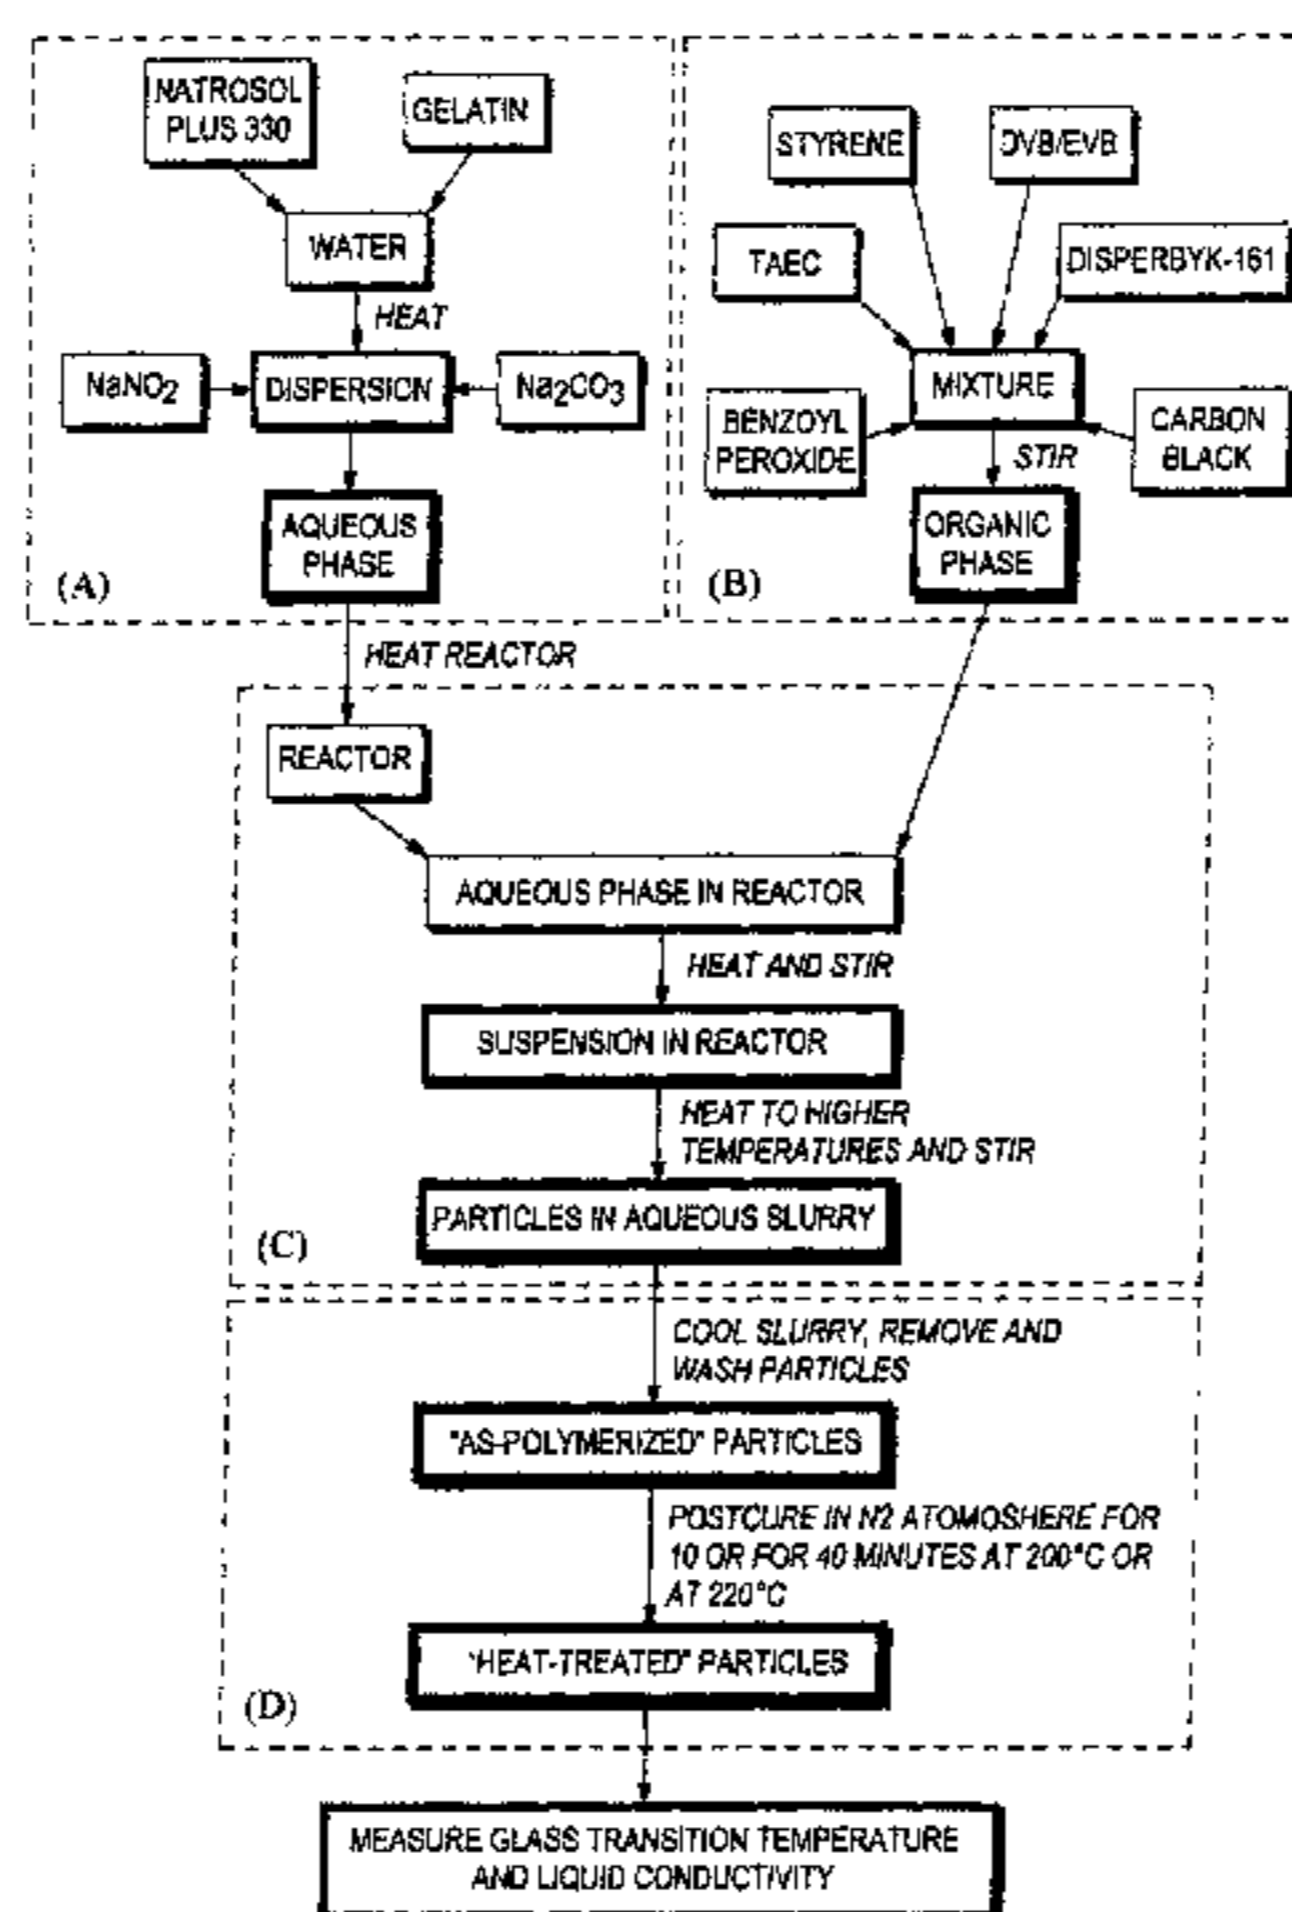 NATROSOL
PLUS 330
GELATIN
WATER
HEAT
NaNO2
DISPERSION
Na2CO3
AQUEOUS
PHASE
(A)
STYRENE
DVB/EVB
TAEC
DISPERBYK-161
MIXTURE
BENZOYL
PEROXIDE
CARBON
BLACK
STIR
ORGANIC
PHASE
(B)
HEAT REACTOR
REACTOR
AQUEOUS PHASE IN REACTOR
HEAT AND STIR
SUSPENSION IN REACTOR
HEAT TO HIGHER
TEMPERATURES AND STIR
PARTICLES IN AQUEOUS SLURRY
(C)
COOL SLURRY, REMOVE AND
WASH PARTICLES
"AS-POLYMERIZED" PARTICLES
POSTCURE IN N2 ATOMOSHERE FOR
10 OR FOR 40 MINUTES AT 200°C OR
AT 220°C
"HEAT-TREATED" PARTICLES
(D)
MEASURE GLASS TRANSITION TEMPERATURE
AND LIQUID CONDUCTIVITY